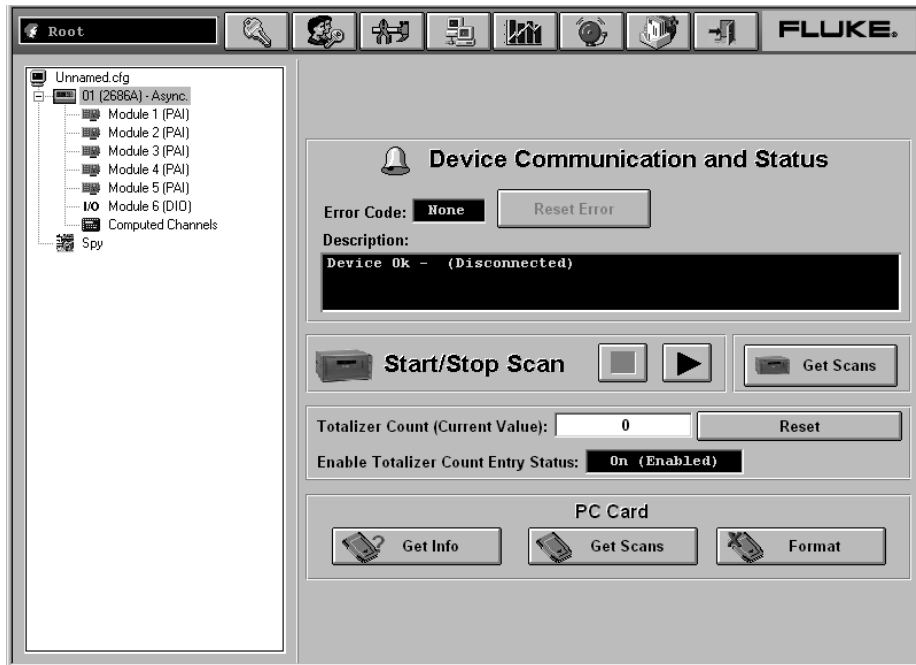 Root
FLUKE®
Unnamed.cfg
01 (2686A) - Async.
Module 1 (PAI)
Module 2 (PAI)
Module 3 (PAI)
Module 4 (PAI)
Module 5 (PAI)
I/O Module 6 (DIO)
Computed Channels
Spy
Device Communication and Status
Error Code: None Reset Error
Description:
Device Ok - (Disconnected)
Start/Stop Scan Get Scans
Totalizer Count (Current Value): 0 Reset
Enable Totalizer Count Entry Status: On (Enabled)
PC Card
Get Info Get Scans Format